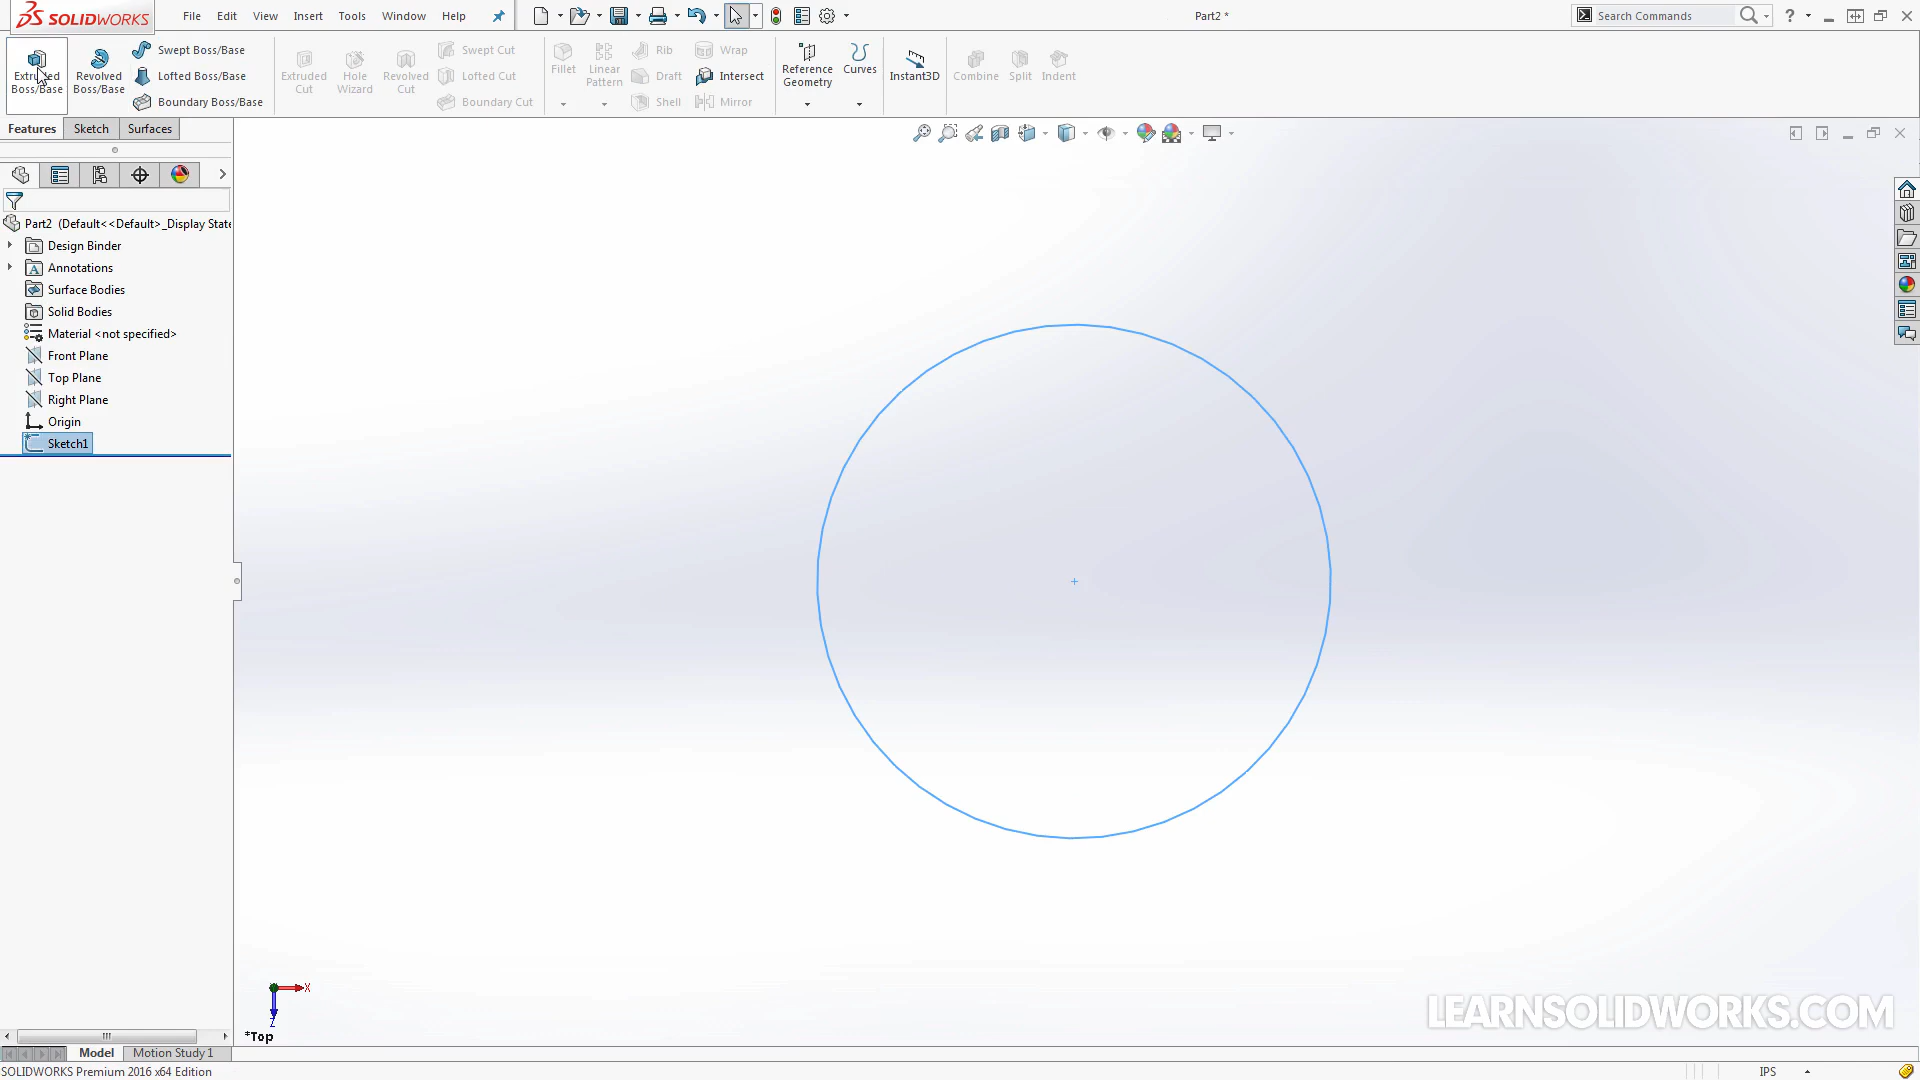 SOLIDWORKS
File Edit View Insert Tools Window Help
Part2 *
Search Commands
Extruded Boss/Base
Revolved Boss/Base
Swept Boss/Base
Lofted Boss/Base
Boundary Boss/Base
Extruded Cut
Hole Wizard
Revolved Cut
Swept Cut
Lofted Cut
Boundary Cut
Fillet
Linear Pattern
Rib
Draft
Shell
Wrap
Intersect
Mirror
Reference Geometry
Curves
Instant3D
Combine
Split
Indent
Features Sketch Surfaces
Part2 (Default<<Default>_Display State
Design Binder
Annotations
Surface Bodies
Solid Bodies
Material <not specified>
Front Plane
Top Plane
Right Plane
Origin
Sketch1
X
Z
*Top
LEARNSOLIDWORKS.COM
Model Motion Study 1
SOLIDWORKS Premium 2016 x64 Edition
IPS